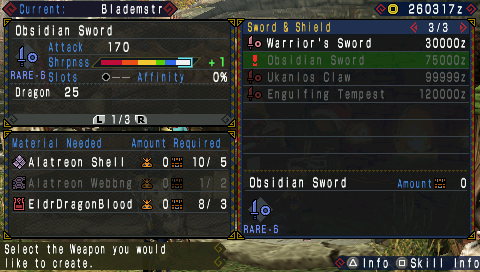 Current: Blademstr
260317z
Obsidian Sword
Attack 170
Shrpnss +1
RARE-6 Slots ●-- Affinity 0%
Dragon 25
L 1/3 R
Material Needed Amount Required
Alatreon Shell 0 10/ 5
Alatreon Webbng 0 1/ 2
EldrDragonBlood 0 8/ 3
Sword & Shield 3/3
Warrior's Sword 30000z
Obsidian Sword 75000z
Ukanlos Claw 99999z
Engulfing Tempest 120000z
Obsidian Sword Amount 0
RARE-6
Select the Weapon you would
like to create.
△ Info □ Skill Info